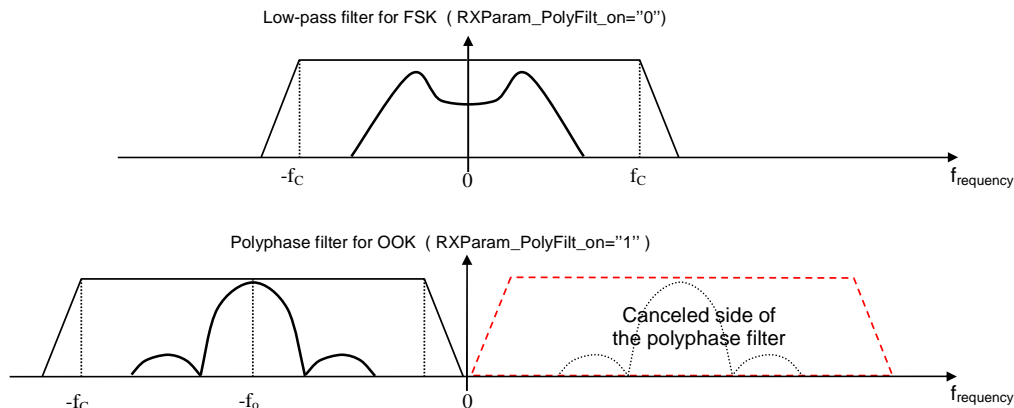 Low-pass filter for FSK ( RXParam_PolyFilt_on="0")
-fC
0
fC
frequency
Polyphase filter for OOK ( RXParam_PolyFilt_on="1" )
Canceled side of
the polyphase filter
-fC
-fo
0
frequency